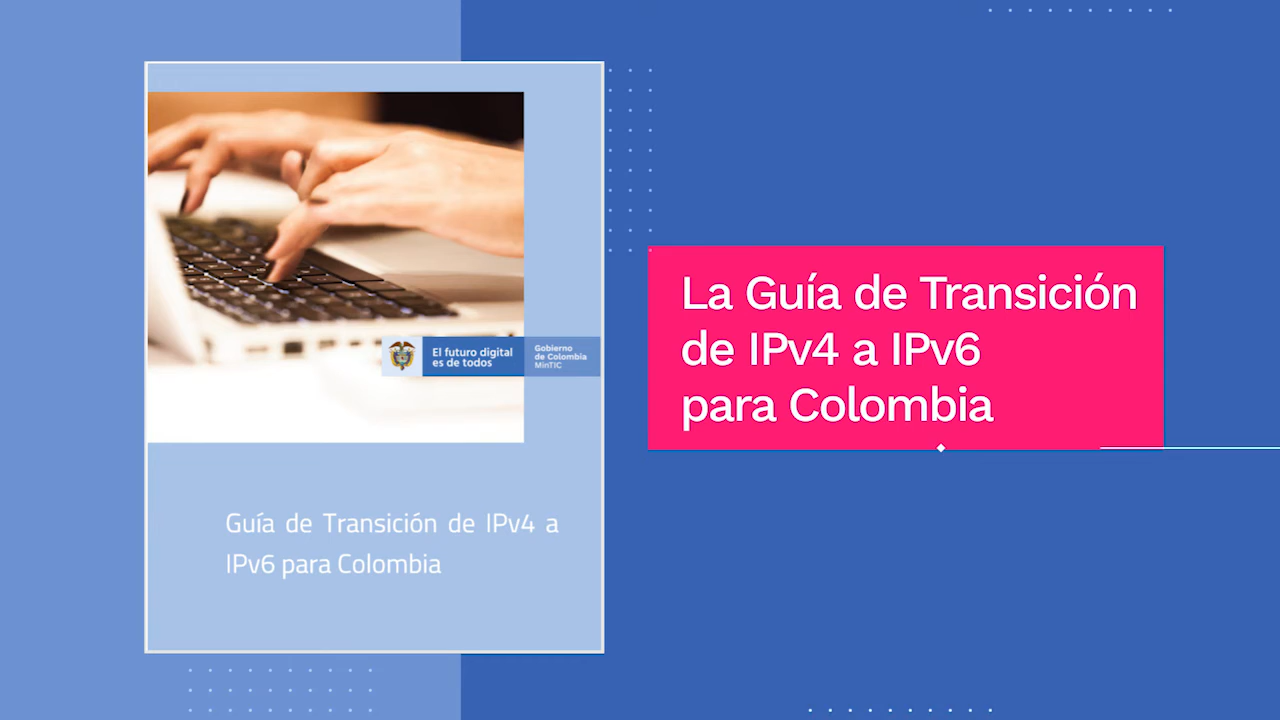 El futuro digital
es de todos
Gobierno
de Colombia
MinTIC
Guía de Transición de IPv4 a
IPv6 para Colombia
La Guía de Transición
de IPv4 a IPv6
para Colombia